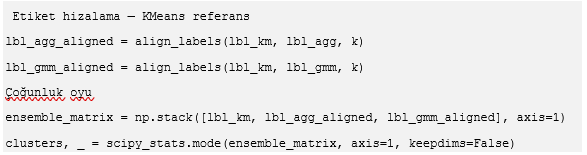 Etiket hizalama — KMeans referans
lbl_agg_aligned = align_labels(lbl_km, lbl_agg, k)
lbl_gmm_aligned = align_labels(lbl_km, lbl_gmm, k)
Çoğunluk oyu
ensemble_matrix = np.stack([lbl_km, lbl_agg_aligned, lbl_gmm_aligned], axis=1)
clusters, _ = scipy_stats.mode(ensemble_matrix, axis=1, keepdims=False)